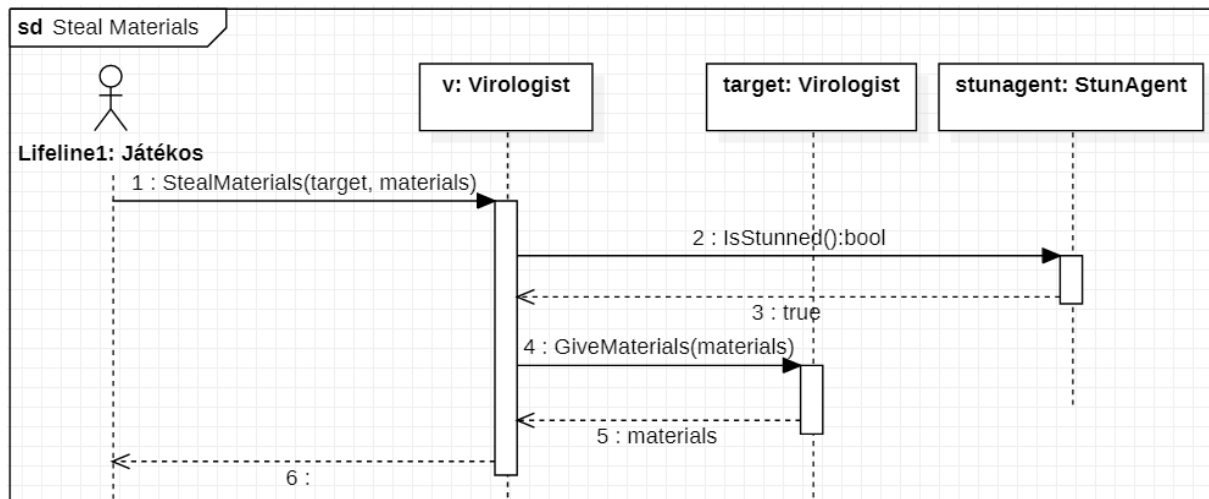 sd Steal Materials
v: Virologist
target: Virologist
stunagent: StunAgent
Lifeline1: Játékos
1 : StealMaterials(target, materials)
2 : IsStunned():bool
3 : true
4 : GiveMaterials(materials)
5 : materials
6 :